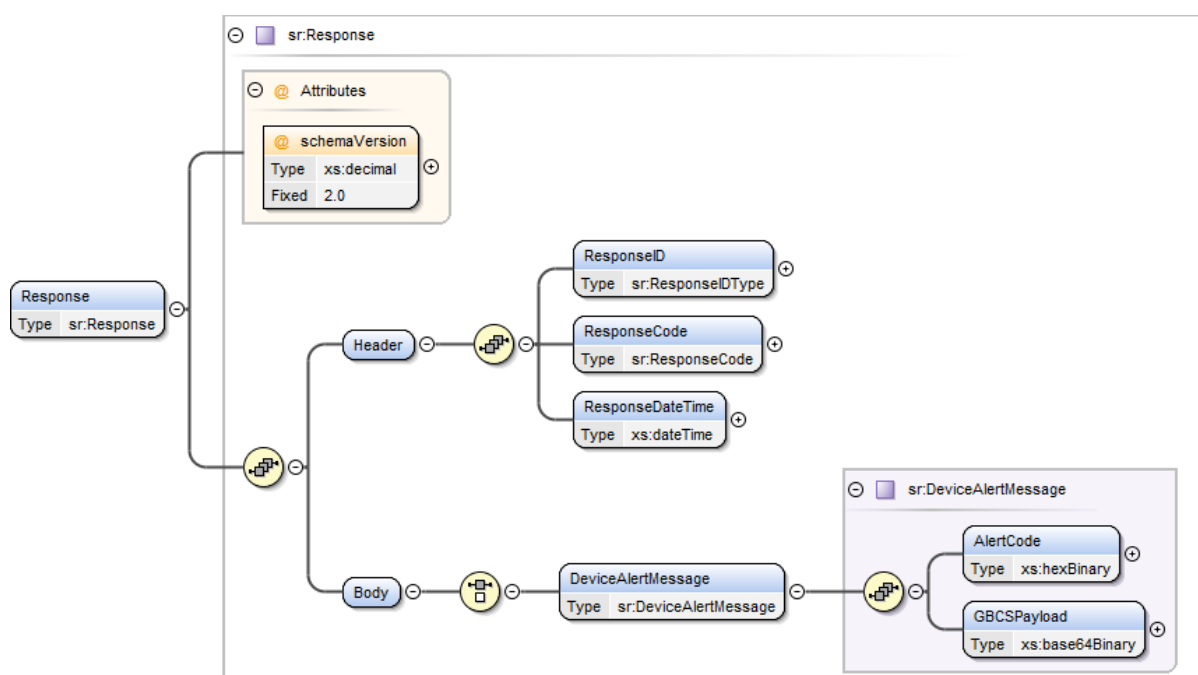 sr:Response
@ Attributes
@ schemaVersion
Type xs:decimal
Fixed 2.0
Response
Type sr:Response
Header
ResponseID
Type sr:ResponseIDType
ResponseCode
Type sr:ResponseCode
ResponseDateTime
Type xs:dateTime
Body
DeviceAlertMessage
Type sr:DeviceAlertMessage
sr:DeviceAlertMessage
AlertCode
Type xs:hexBinary
GBCSPayload
Type xs:base64Binary